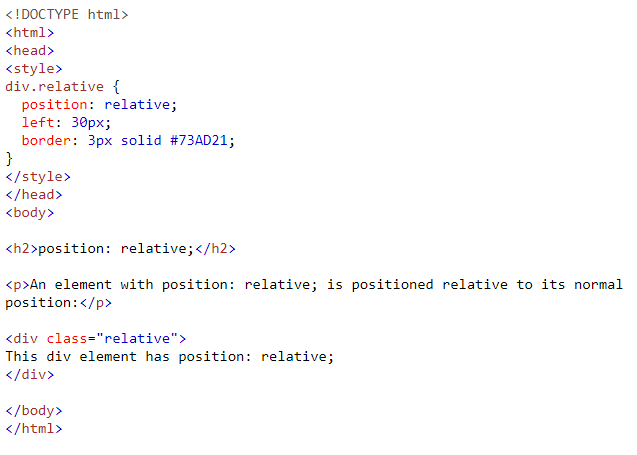 <!DOCTYPE html>
<html>
<head>
<style>
div.relative {
  position: relative;
  left: 30px;
  border: 3px solid #73AD21;
}
</style>
</head>
<body>

<h2>position: relative;</h2>

<p>An element with position: relative; is positioned relative to its normal
position:</p>

<div class="relative">
This div element has position: relative;
</div>

</body>
</html>